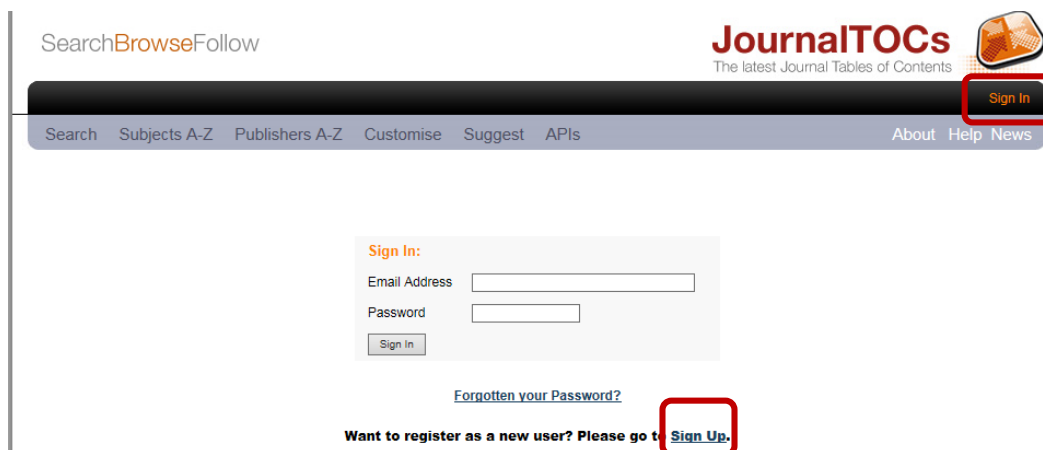 SearchBrowseFollow
JournalTOCs
The latest Journal Tables of Contents
Sign In
Search Subjects A-Z Publishers A-Z Customise Suggest APIs About Help News
Sign In:
Email Address
Password
Sign In
Forgotten your Password?
Want to register as a new user? Please go to Sign Up.